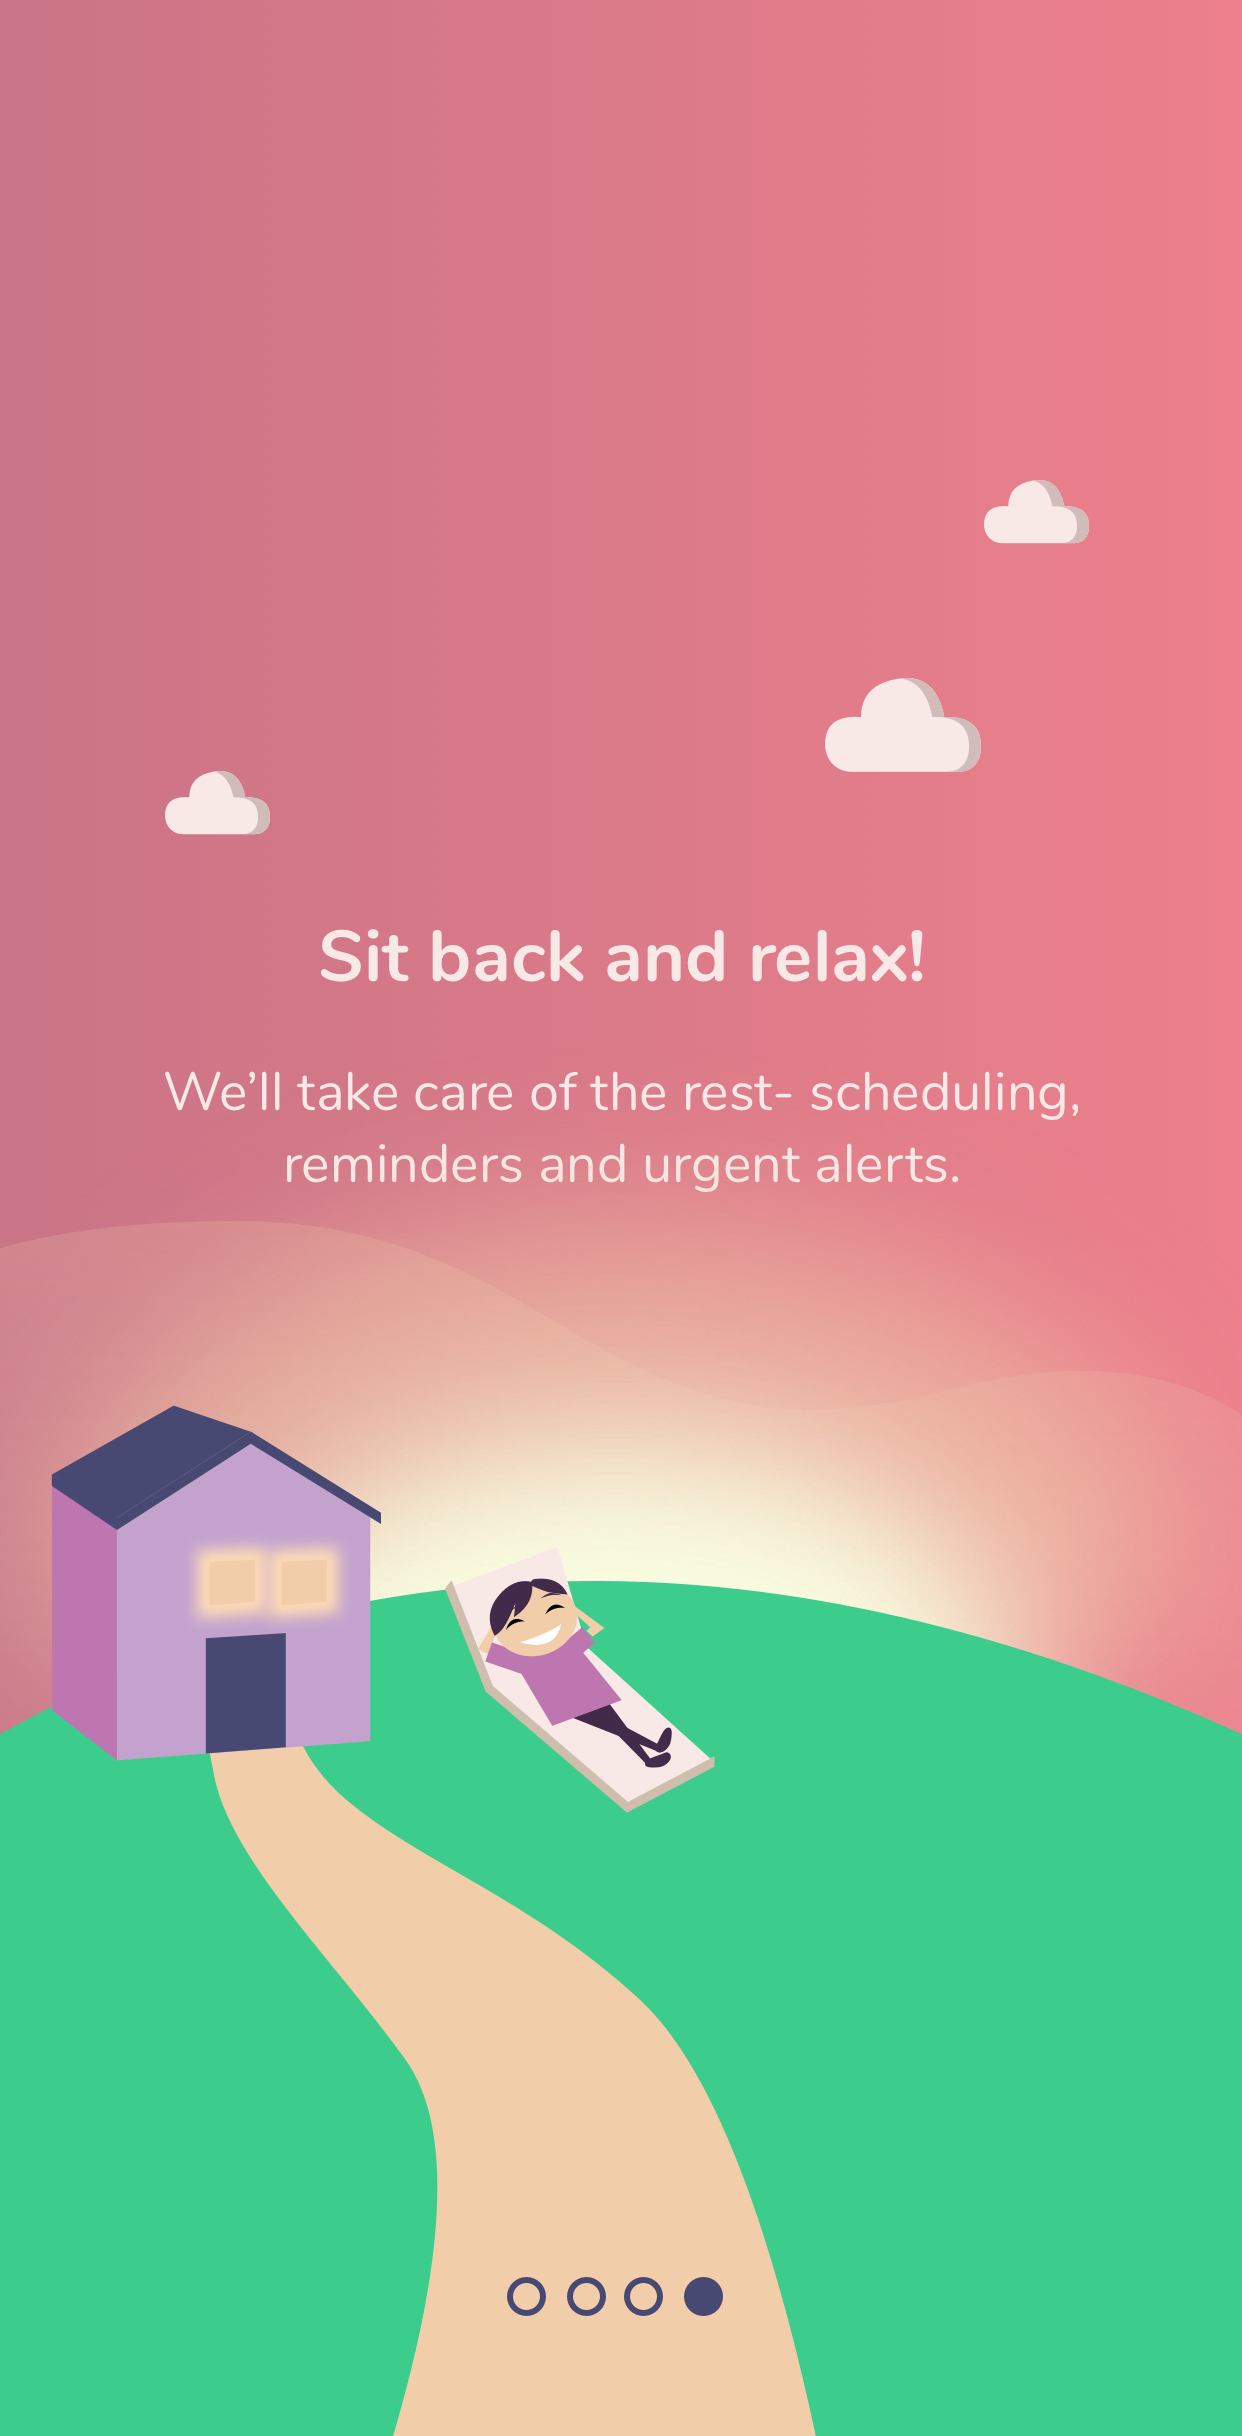 Sit back and relax!
We’ll take care of the rest- scheduling,
reminders and urgent alerts.